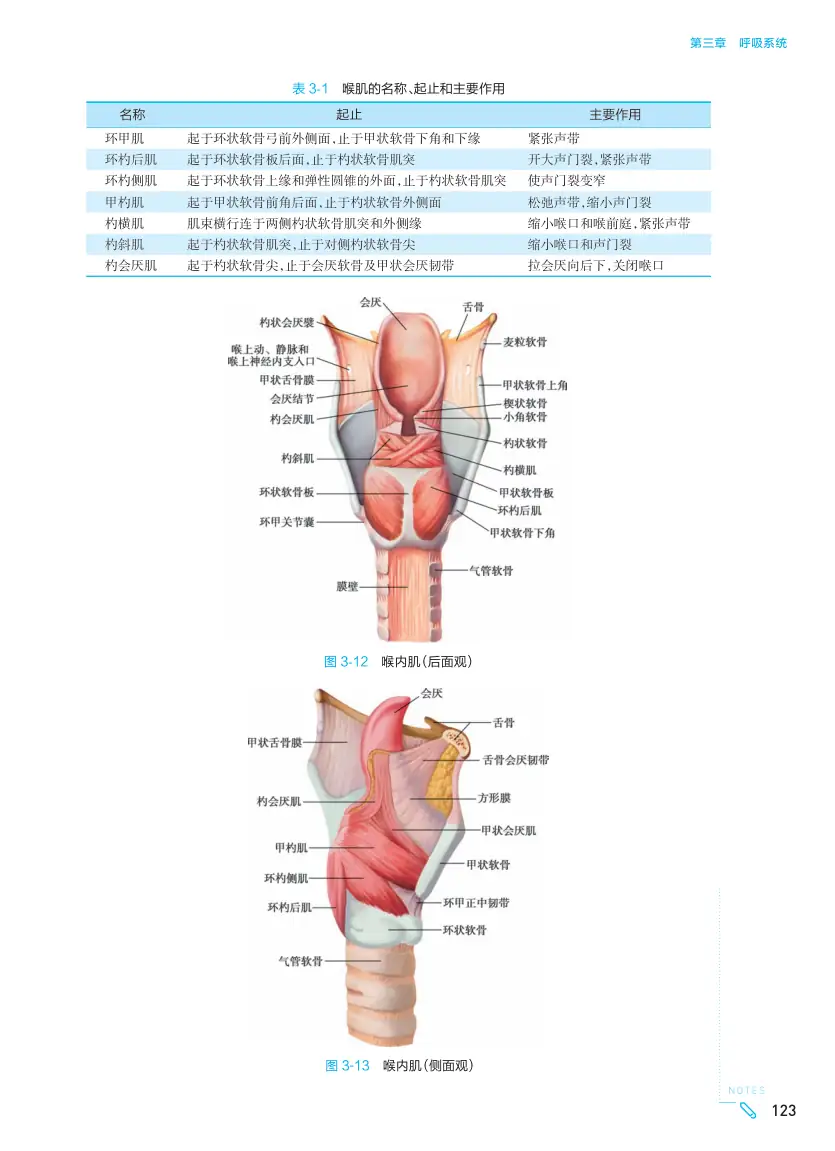 第三章 呼吸系统
表 3-1 喉肌的名称、起止和主要作用
名称 起止 主要作用
环甲肌 起于环状软骨弓前外侧面,止于甲状软骨下角和下缘 紧张声带
环杓后肌 起于环状软骨板后面,止于杓状软骨肌突 开大声门裂,紧张声带
环杓侧肌 起于环状软骨上缘和弹性圆锥的外面,止于杓状软骨肌突 使声门裂变窄
甲杓肌 起于甲状软骨前角后面,止于杓状软骨外侧面 松弛声带,缩小声门裂
杓横肌 肌束横行连于两侧杓状软骨肌突和外侧缘 缩小喉口和喉前庭,紧张声带
杓斜肌 起于杓状软骨肌突,止于对侧杓状软骨尖 缩小喉口和声门裂
杓会厌肌 起于杓状软骨尖,止于会厌软骨及甲状会厌韧带 拉会厌向后下,关闭喉口
会厌
舌骨
杓状会厌襞
麦粒软骨
喉上动、静脉和
喉上神经内支入口
甲状舌骨膜
甲状软骨上角
会厌结节
楔状软骨
杓会厌肌
小角软骨
杓状软骨
杓斜肌
杓横肌
环状软骨板
甲状软骨板
环杓后肌
环甲关节囊
甲状软骨下角
气管软骨
膜壁
图 3-12 喉内肌(后面观)
会厌
舌骨
甲状舌骨膜
舌骨会厌韧带
杓会厌肌
方形膜
甲状会厌肌
甲杓肌
甲状软骨
环杓侧肌
环杓后肌
环甲正中韧带
环状软骨
气管软骨
图 3-13 喉内肌(侧面观)
NOTES
123